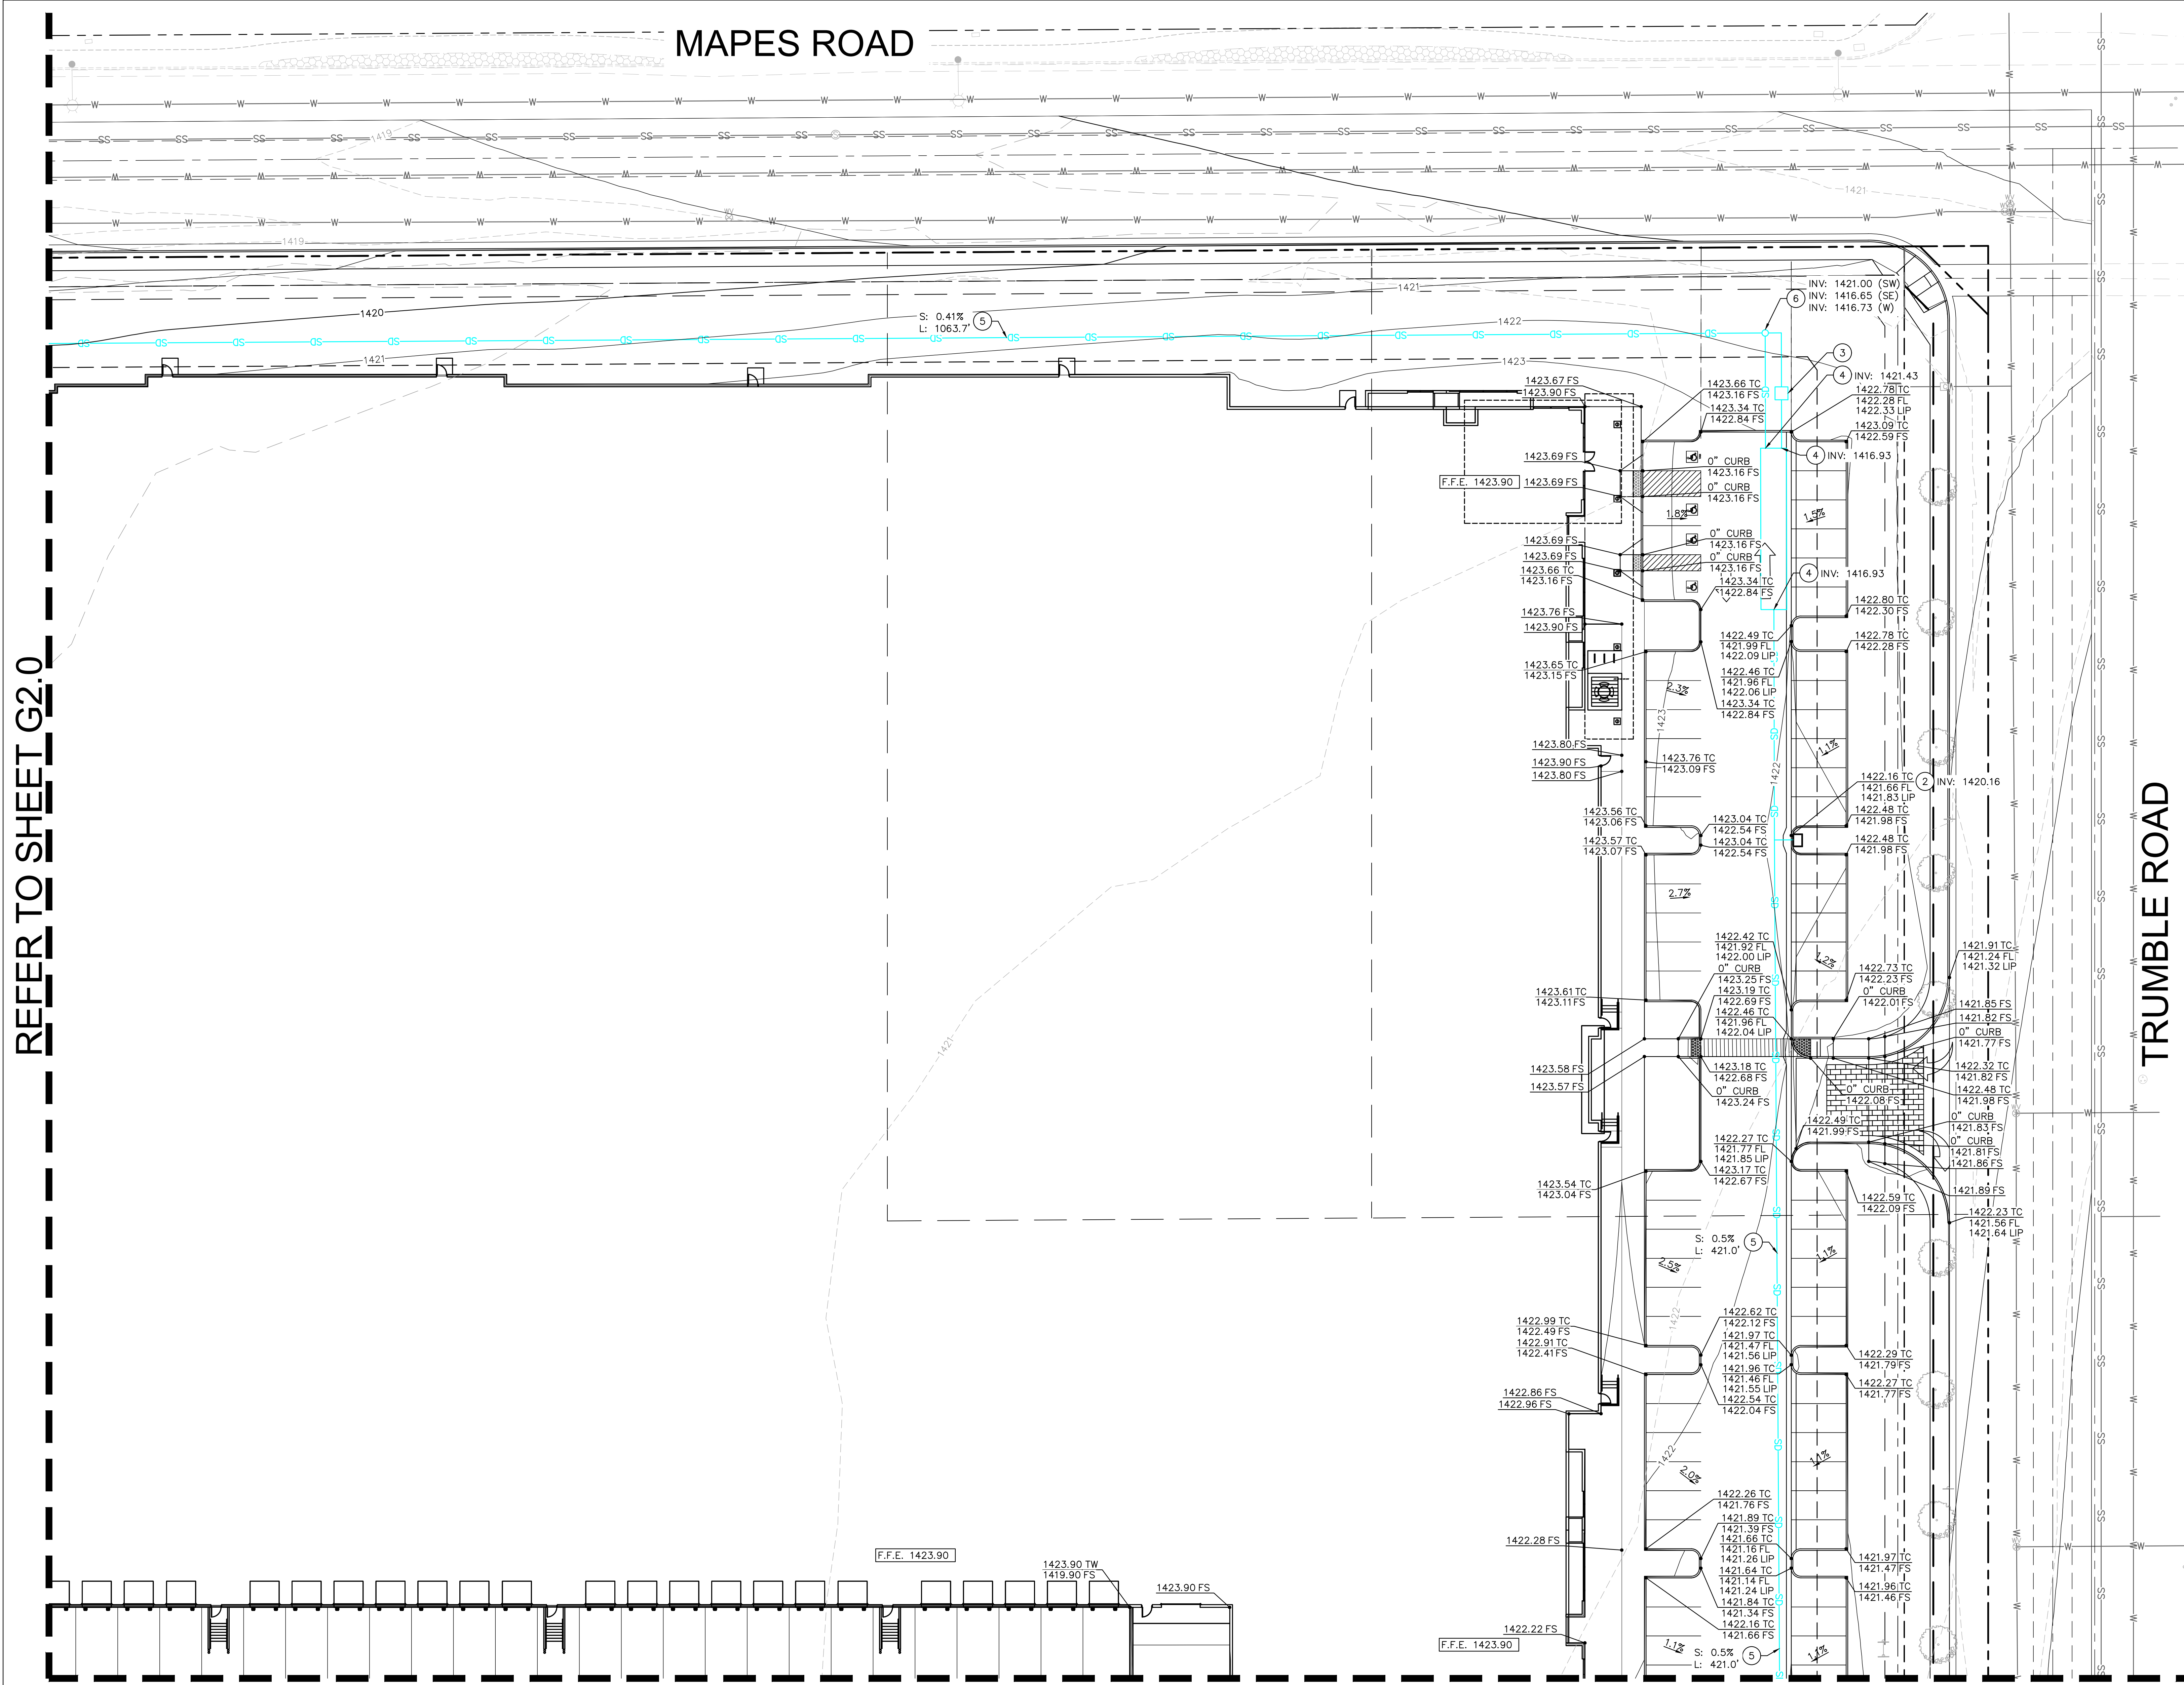 MAPES ROAD
REFER TO SHEET G2.0
TRUMBLE ROAD
1419
1421
1419
1421
1420
1422
1421
1423
S: 0.41%
L: 1063.7'
5
6
INV: 1421.00 (SW)
INV: 1416.65 (SE)
INV: 1416.73 (W)
3
4
INV: 1421.43
1422.78 TC
1422.28 FL
1422.33 LIP
1423.09 TC
1422.59 FS
4
INV: 1416.93
1423.67 FS
1423.90 FS
1423.66 TC
1423.16 FS
1423.34 TC
1422.84 FS
1423.69 FS
0" CURB
1423.16 FS
F.F.E. 1423.90
1423.69 FS
0" CURB
1423.16 FS
1.8%
1.5%
1423.69 FS
1423.69 FS
0" CURB
1423.16 FS
0" CURB
1423.16 FS
1423.66 TC
1423.16 FS
4
INV: 1416.93
1423.34 TC
1422.84 FS
1423.76 FS
1423.90 FS
1422.80 TC
1422.30 FS
1422.49 TC
1421.99 FL
1422.09 LIP
1422.78 TC
1422.28 FS
1423.65 TC
1423.15 FS
1422.46 TC
1421.96 FL
1422.06 LIP
1423.34 TC
1422.84 FS
2.3%
1423
1.1%
1423.80 FS
1423.90 FS
1423.80 FS
1423.76 TC
1423.09 FS
1422
1422.16 TC
1421.66 FL
1421.83 LIP
2
INV: 1420.16
1423.56 TC
1423.06 FS
1423.04 TC
1422.54 FS
1422.48 TC
1421.98 FS
1423.57 TC
1423.07 FS
1423.04 TC
1422.54 FS
1422.48 TC
1421.98 FS
2.7%
1.2%
1422.42 TC
1421.92 FL
1422.00 LIP
0" CURB
1423.25 FS
1423.19 TC
1422.69 FS
1422.46 TC
1421.96 FL
1422.04 LIP
1423.61 TC
1423.11 FS
1422.73 TC
1422.23 FS
0" CURB
1422.01 FS
1421.91 TC
1421.24 FL
1421.32 LIP
1421.85 FS
1421.82 FS
0" CURB
1421.77 FS
1422.32 TC
1421.82 FS
1422.48 TC
1421.98 FS
1421
1423.58 FS
1423.57 FS
1423.18 TC
1422.68 FS
0" CURB
1423.24 FS
0" CURB
1422.08 FS
1422.49 TC
1421.99 FS
0" CURB
1421.83 FS
0" CURB
1421.81 FS
1421.86 FS
1421.89 FS
1422.27 TC
1421.77 FL
1421.85 LIP
1423.17 TC
1422.67 FS
1423.54 TC
1423.04 FS
1422.59 TC
1422.09 FS
1422.23 TC
1421.56 FL
1421.64 LIP
S: 0.5%
L: 421.0'
5
2.5%
1.1%
1422
1422.99 TC
1422.49 FS
1422.91 TC
1422.41 FS
1422.62 TC
1422.12 FS
1421.97 TC
1421.47 FL
1421.56 LIP
1421.96 TC
1421.46 FL
1421.55 LIP
1422.54 TC
1422.04 FS
1422.29 TC
1421.79 FS
1422.27 TC
1421.77 FS
1422.86 FS
1422.96 FS
1422
2.0%
1.1%
1422.26 TC
1421.76 FS
1421.89 TC
1421.39 FS
1421.66 TC
1421.16 FL
1421.26 LIP
1421.64 TC
1421.14 FL
1421.24 LIP
1421.84 TC
1421.34 FS
1422.16 TC
1421.66 FS
1422.28 FS
1421.97 TC
1421.47 FS
1421.96 TC
1421.46 FS
F.F.E. 1423.90
1423.90 TW
1419.90 FS
1423.90 FS
1422.22 FS
F.F.E. 1423.90
1.1%
S: 0.5%
L: 421.0'
5
1.1%